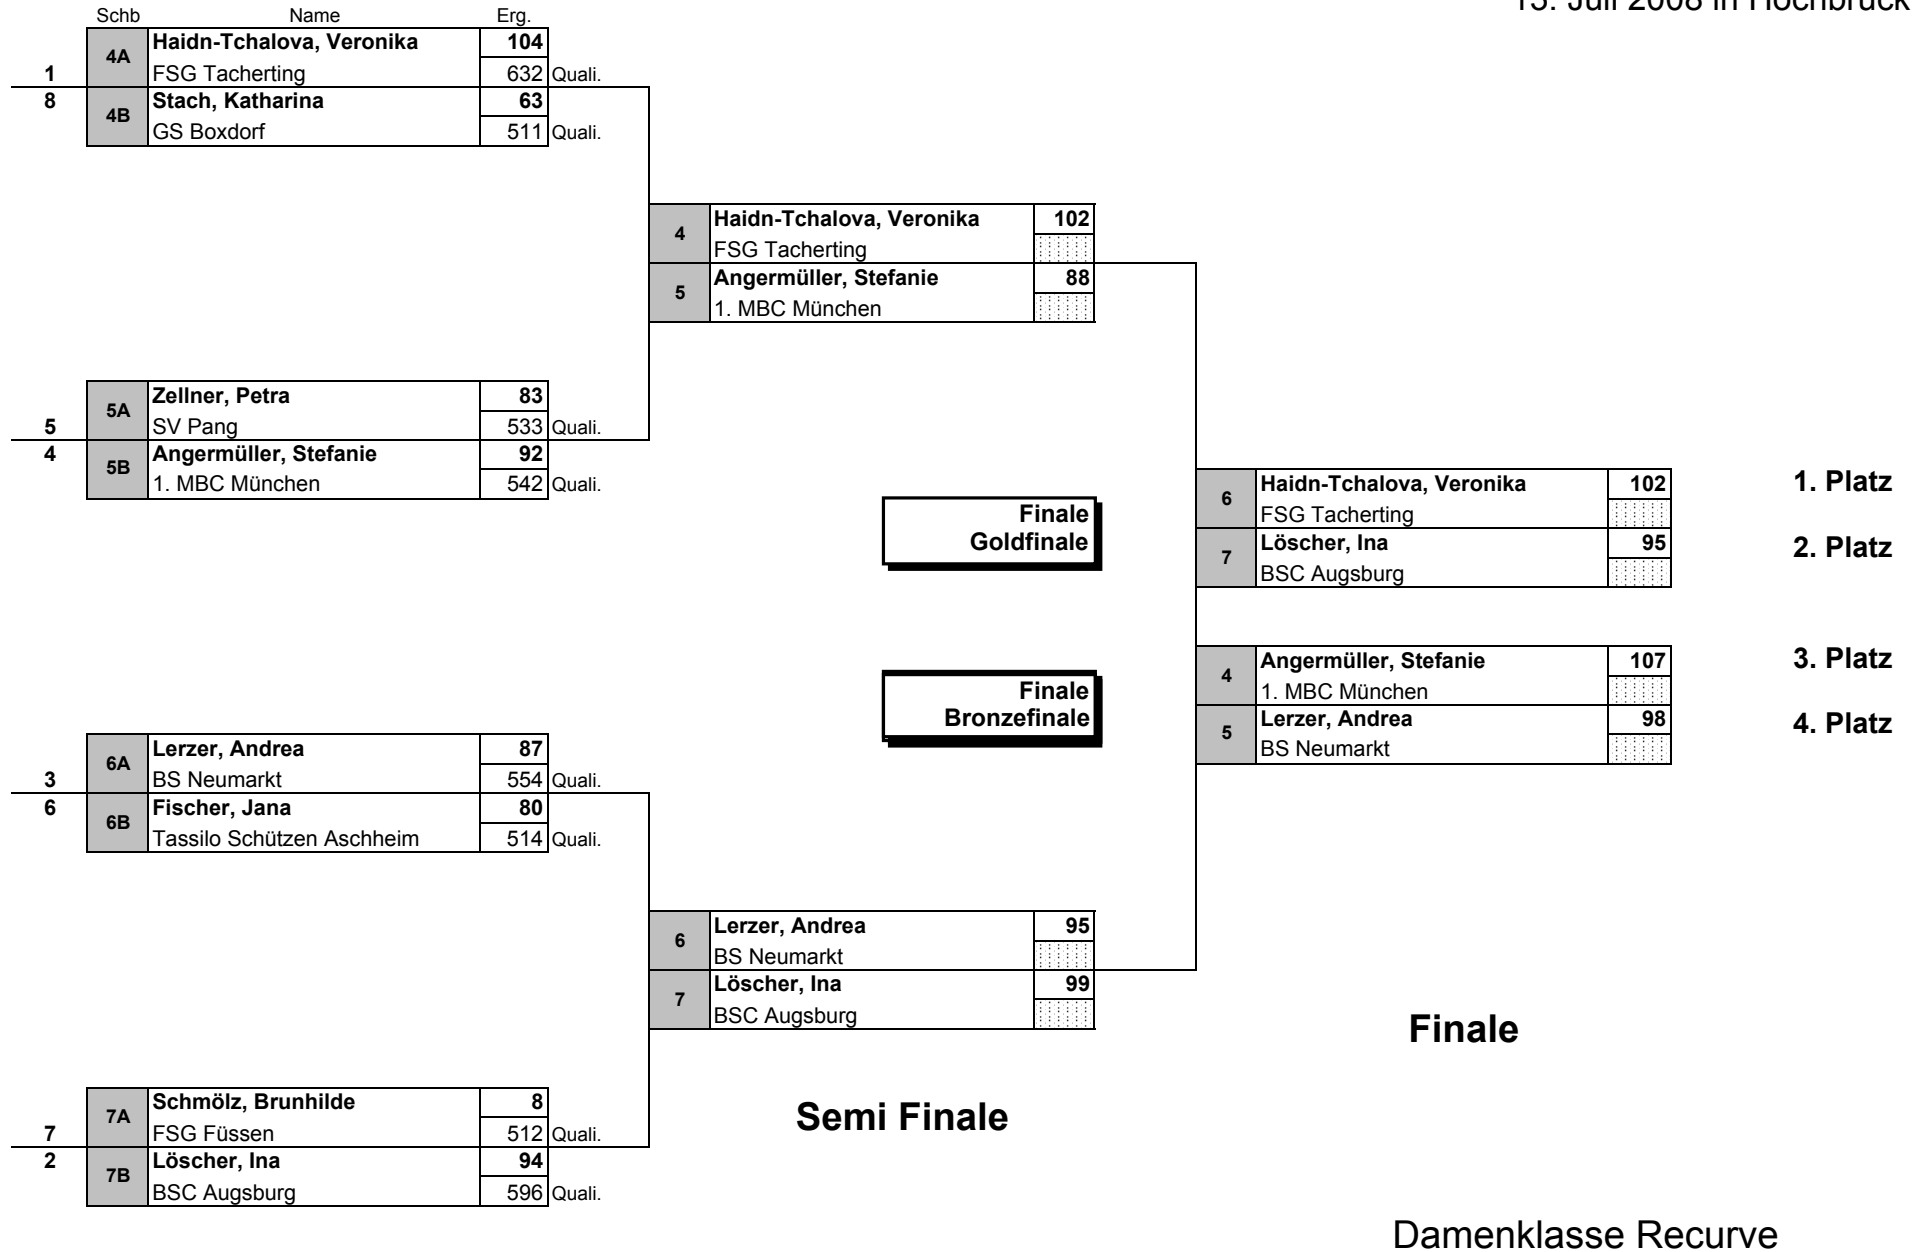 13. Juli 2008 in Hochbrück
Schb Name Erg.
4A Haidn-Tchalova, Veronika 104
1 FSG Tacherting 632 Quali.
8 4B Stach, Katharina 63
GS Boxdorf 511 Quali.
4 Haidn-Tchalova, Veronika 102
FSG Tacherting
5 Angermüller, Stefanie 88
1. MBC München
5A Zellner, Petra 83
5 SV Pang 533 Quali.
4 5B Angermüller, Stefanie 92
1. MBC München 542 Quali.
6 Haidn-Tchalova, Veronika 102 1. Platz
FSG Tacherting
7 Löscher, Ina 95 2. Platz
BSC Augsburg
Finale
Goldfinale
4 Angermüller, Stefanie 107 3. Platz
1. MBC München
5 Lerzer, Andrea 98 4. Platz
BS Neumarkt
Finale
Bronzefinale
6A Lerzer, Andrea 87
3 BS Neumarkt 554 Quali.
6 6B Fischer, Jana 80
Tassilo Schützen Aschheim 514 Quali.
6 Lerzer, Andrea 95
BS Neumarkt
7 Löscher, Ina 99
BSC Augsburg
Finale
Semi Finale
7A Schmölz, Brunhilde 8
7 FSG Füssen 512 Quali.
2 7B Löscher, Ina 94
BSC Augsburg 596 Quali.
Damenklasse Recurve